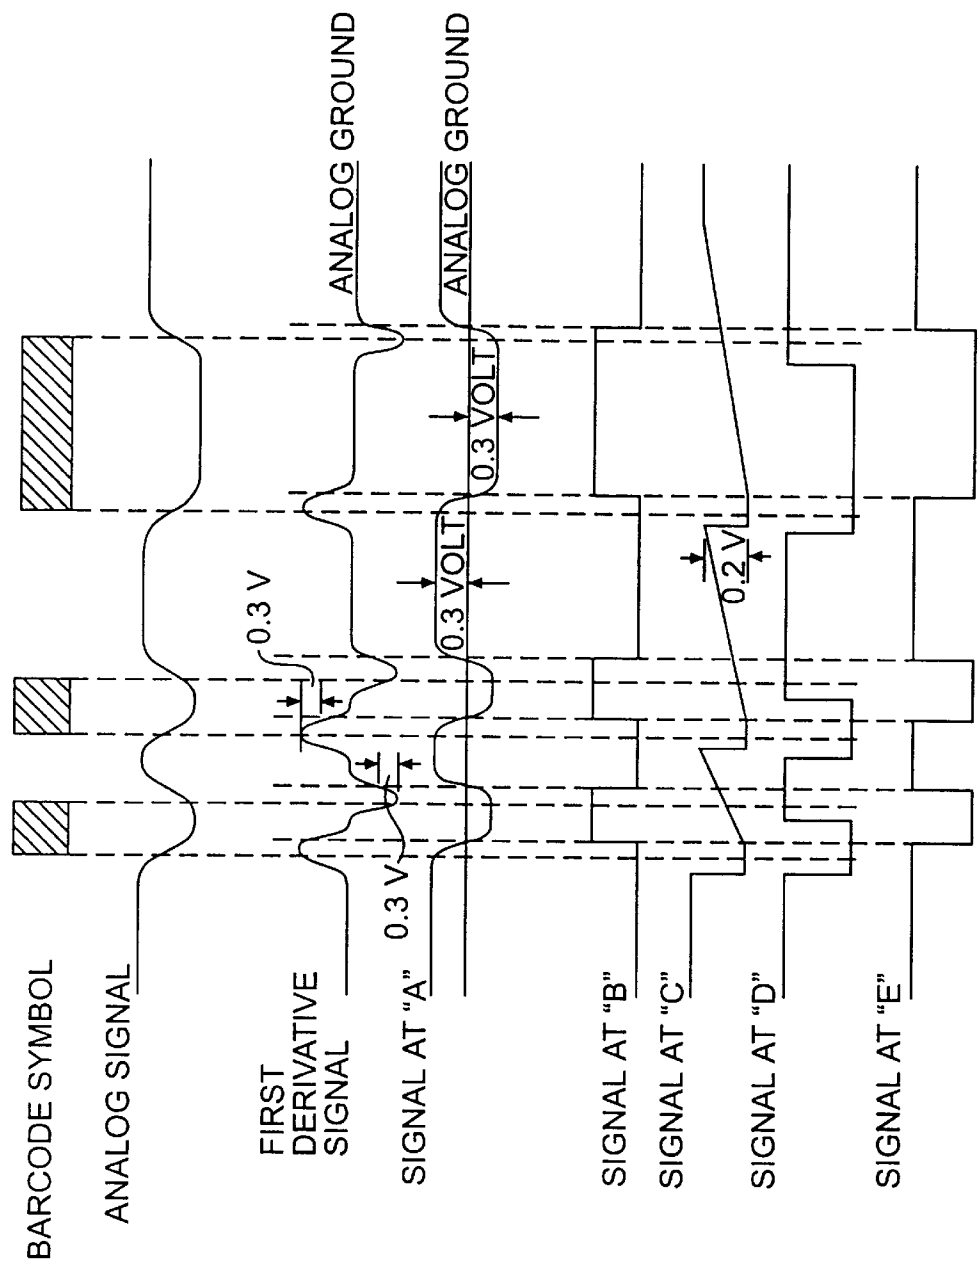 BARCODE SYMBOL
ANALOG SIGNAL
FIRST
DERIVATIVE
SIGNAL
0.3 V
0.3 V
ANALOG GROUND
SIGNAL AT “A”
0.3 VOLT
0.3 VOLT
ANALOG GROUND
SIGNAL AT “B”
SIGNAL AT “C”
0.2 V
SIGNAL AT “D”
SIGNAL AT “E”